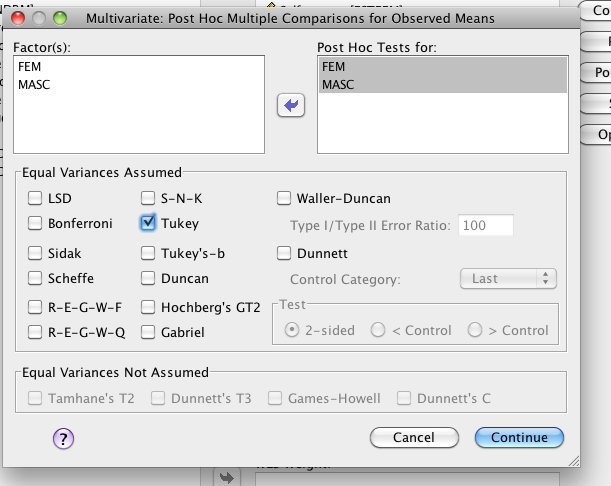 Multivariate: Post Hoc Multiple Comparisons for Observed Means
Co
Factor(s):
Post Hoc Tests for:
FEM
MASC
FEM
MASC
Po
Op
Equal Variances Assumed
LSD
S-N-K
Waller-Duncan
Bonferroni
Tukey
Type I/Type II Error Ratio: 100
Sidak
Tukey's-b
Dunnett
Scheffe
Duncan
Control Category: Last
R-E-G-W-F
Hochberg's GT2
Test
R-E-G-W-Q
Gabriel
2-sided
< Control
> Control
Equal Variances Not Assumed
Tamhane's T2
Dunnett's T3
Games-Howell
Dunnett's C
?
Cancel
Continue